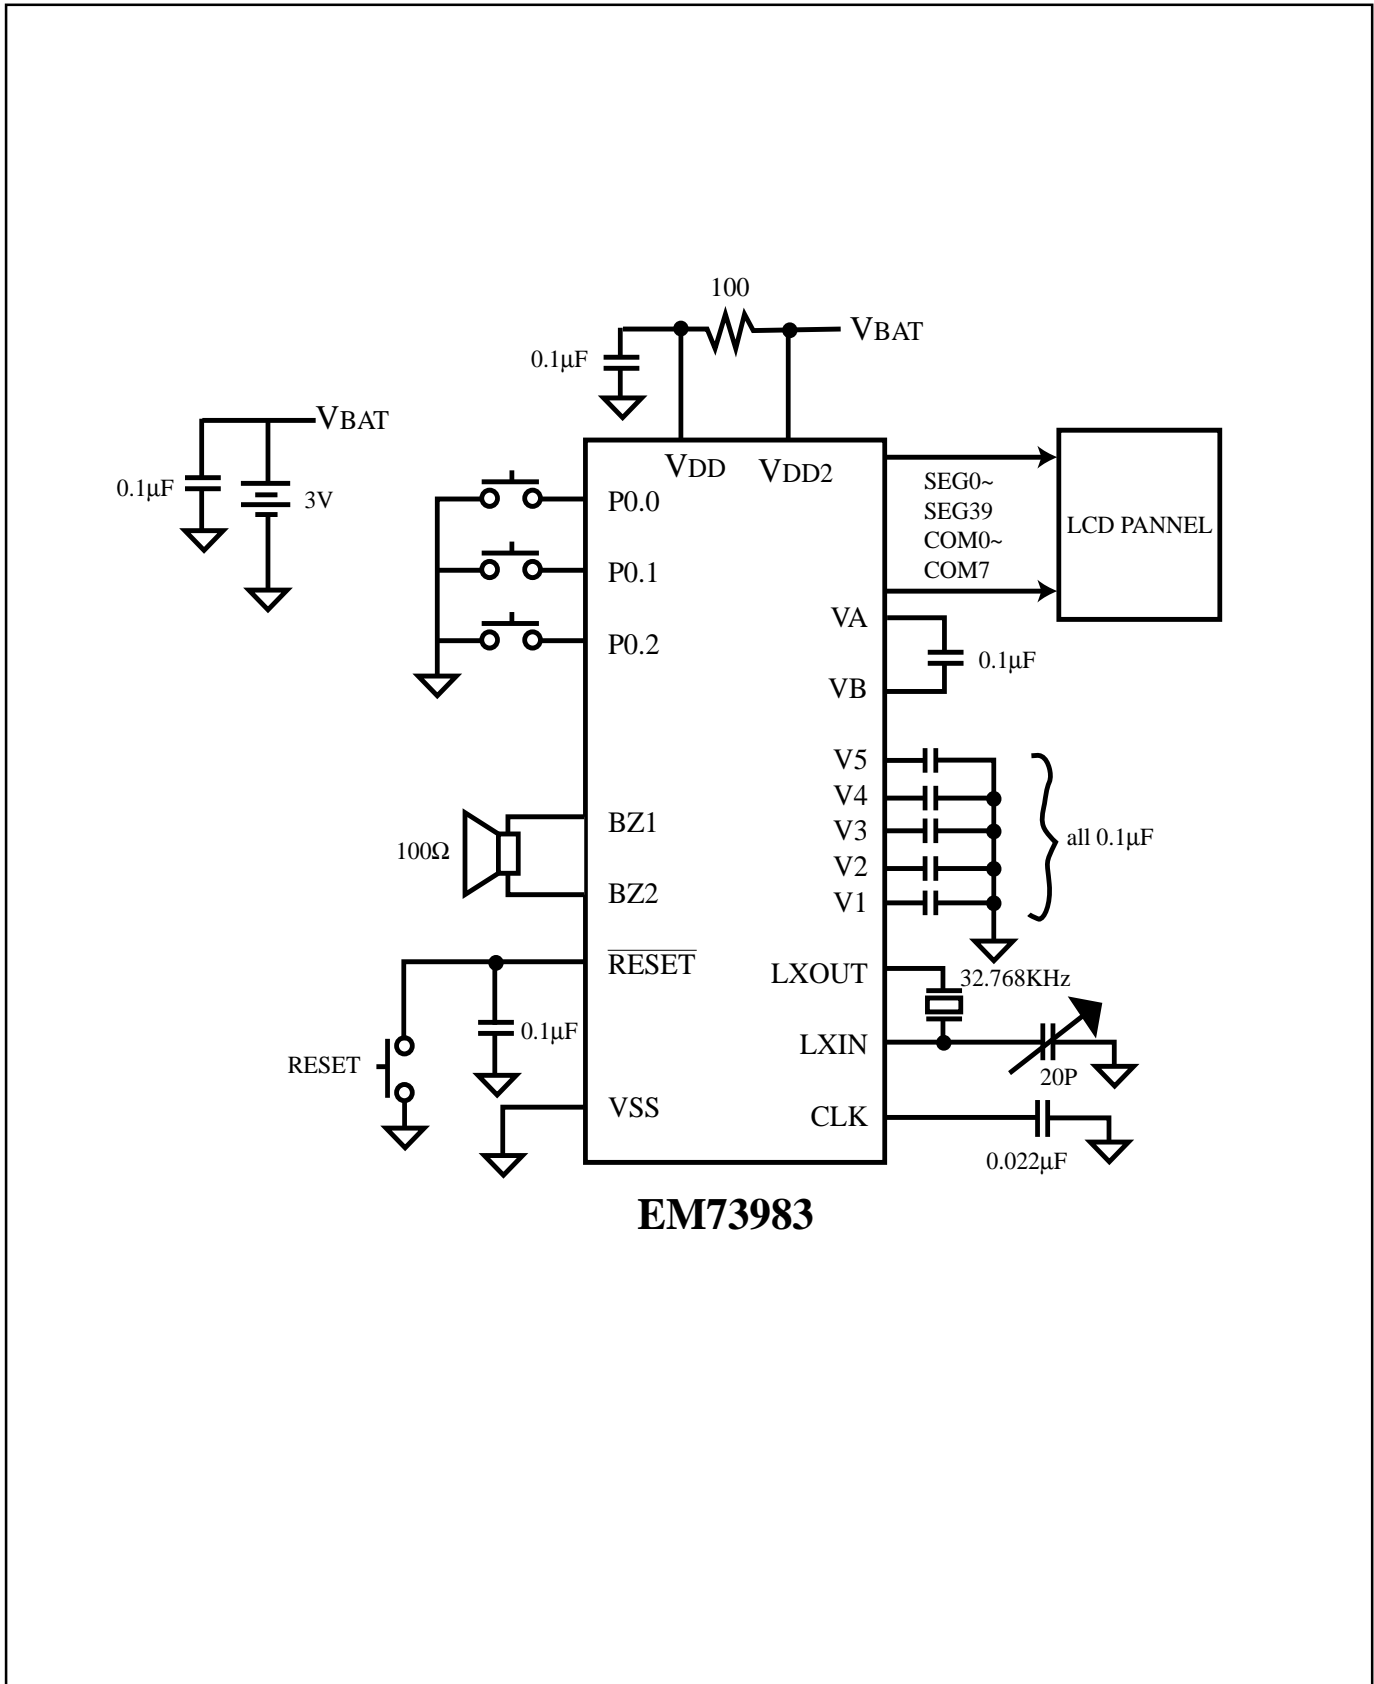 100
VBAT
0.1μF
VBAT
0.1μF
3V
VDD
VDD2
P0.0
P0.1
P0.2
SEG0~
SEG39
COM0~
COM7
LCD PANNEL
VA
0.1μF
VB
V5
V4
V3
V2
V1
all 0.1μF
100Ω
BZ1
BZ2
RESET
LXOUT
32.768KHz
0.1μF
LXIN
RESET
20P
VSS
CLK
0.022μF
EM73983